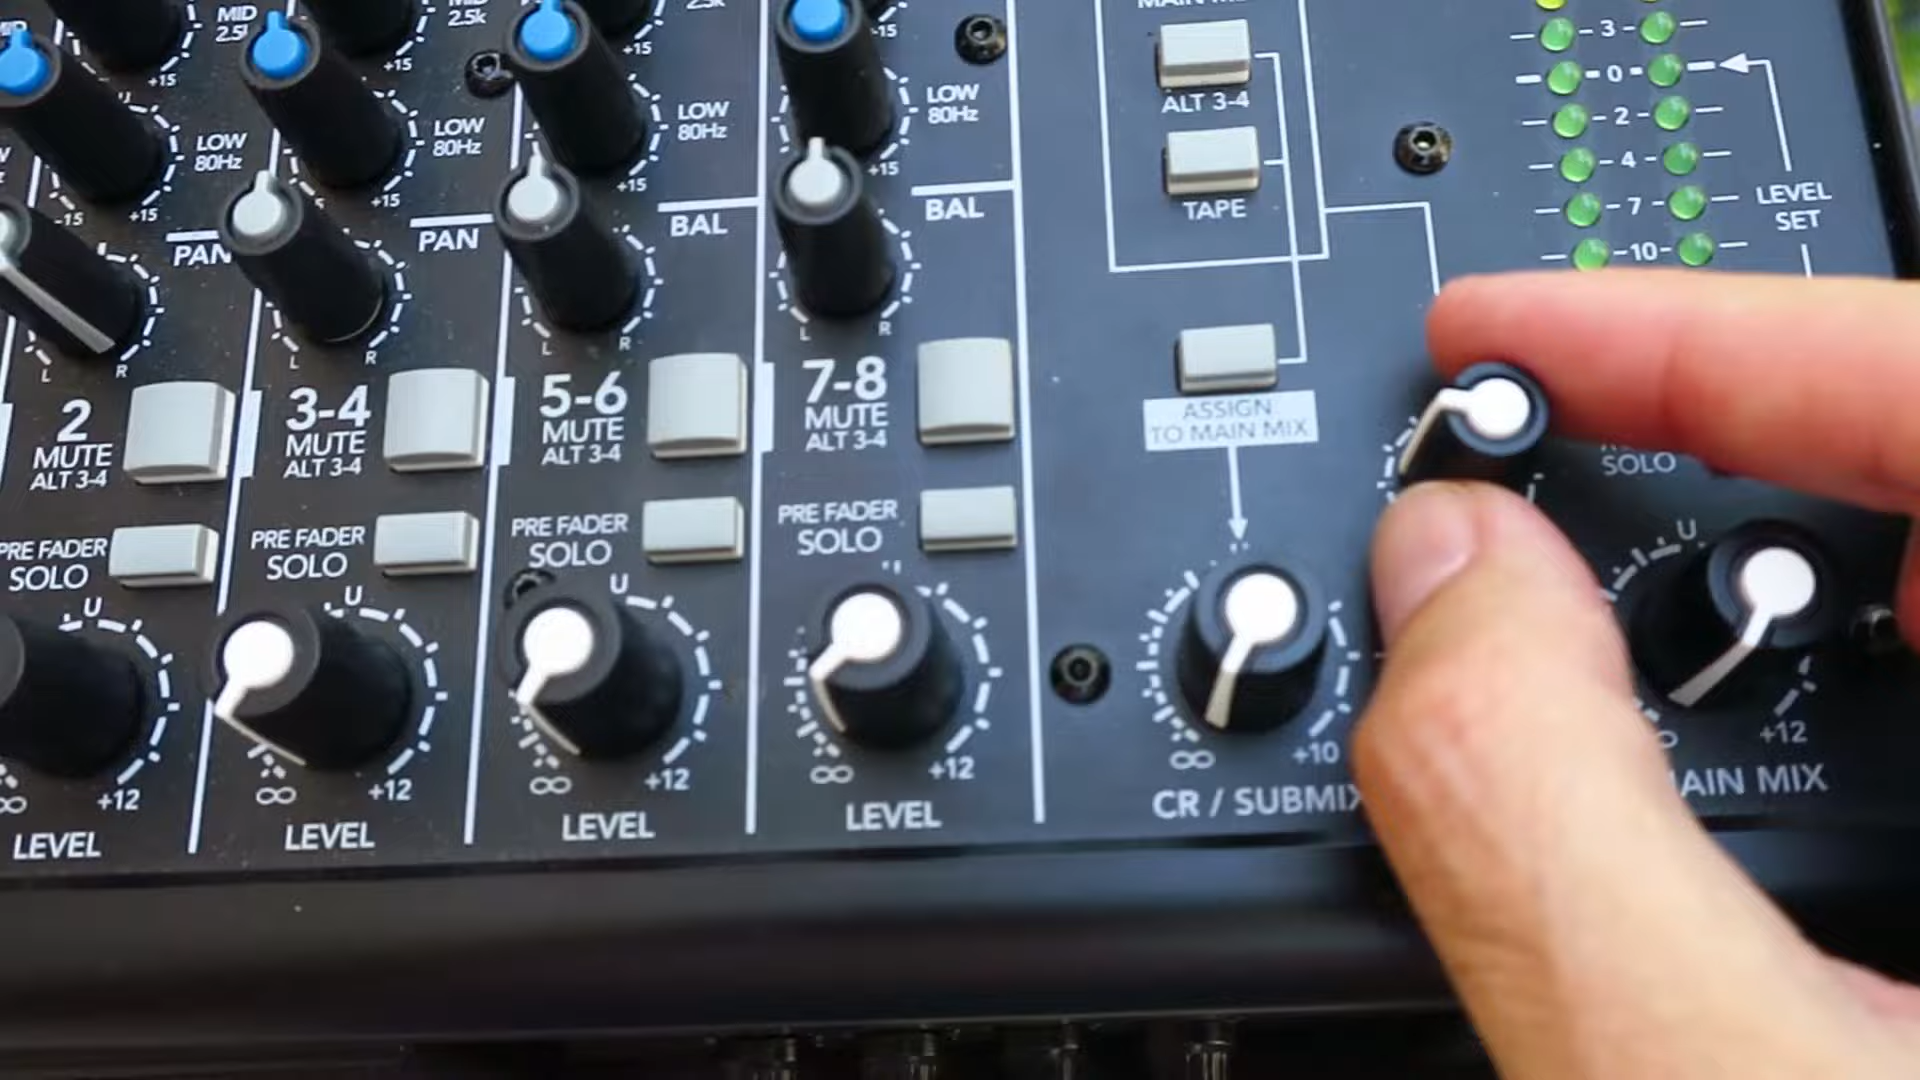 MID
2.5k
+15
LOW
80Hz
-15
+15
PAN
L
R
2
MUTE
ALT 3-4
PRE FADER
SOLO
U
∞
+12
LEVEL
MID
2.5k
+15
LOW
80Hz
+15
PAN
L
R
3-4
MUTE
ALT 3-4
PRE FADER
SOLO
U
∞
+12
LEVEL
+15
LOW
80Hz
+15
BAL
L
R
5-6
MUTE
ALT 3-4
PRE FADER
SOLO
U
∞
+12
LEVEL
-15
LOW
80Hz
+15
BAL
L
R
7-8
MUTE
ALT 3-4
PRE FADER
SOLO
∞
+12
LEVEL
ALT 3-4
TAPE
ASSIGN
TO MAIN MIX
∞
+10
CR / SUBMIX
3
0
2
4
7
10
LEVEL
SET
SOLO
U
+12
MAIN MIX